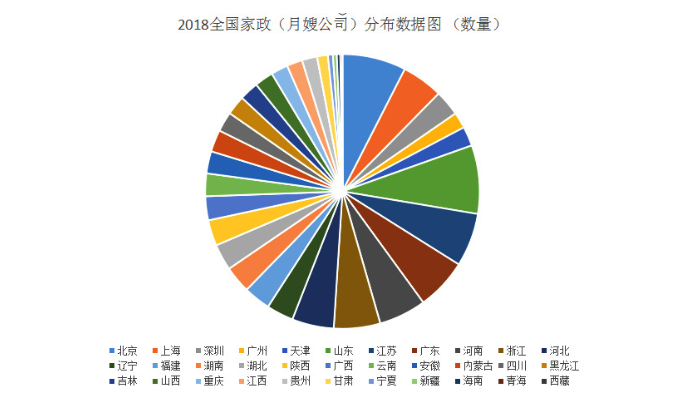 2018全国家政（月嫂公司）分布数据图 （数量）
北京 上海 深圳 广州 天津 山东 江苏 广东 河南 浙江 河北
辽宁 福建 湖南 湖北 陕西 广西 云南 安徽 内蒙古 四川 黑龙江
吉林 山西 重庆 江西 贵州 甘肃 宁夏 新疆 海南 青海 西藏